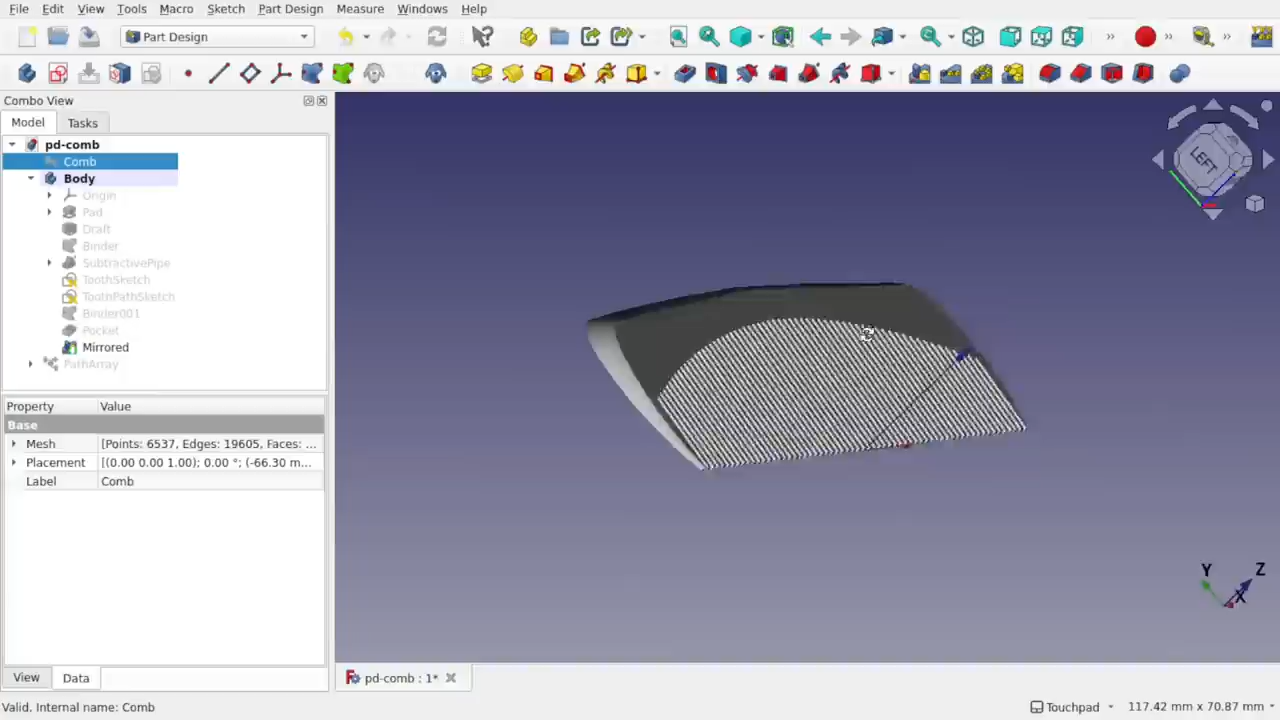 File Edit View Tools Macro Sketch Part Design Measure Windows Help
Part Design
Combo View
Model Tasks
pd-comb
Comb
Body
Origin
Pad
Draft
Binder
SubtractivePipe
ToothSketch
ToothPathSketch
Binder001
Pocket
Mirrored
PathArray
Property Value
Base
Mesh [Points: 6537, Edges: 19605, Faces: ...
Placement [(0.00 0.00 1.00); 0.00 °; (-66.30 m...
Label Comb
View Data
LEFT
Y Z
X
pd-comb : 1*
Valid, Internal name: Comb
Touchpad 117.42 mm x 70.87 mm